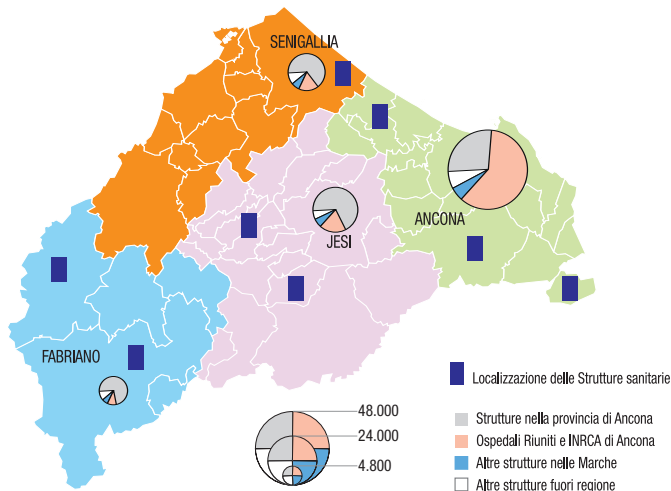 SENIGALLIA
ANCONA
JESI
FABRIANO
Localizzazione delle Strutture sanitarie
48.000
24.000
4.800
Strutture nella provincia di Ancona
Ospedali Riuniti e INRCA di Ancona
Altre strutture nelle Marche
Altre strutture fuori regione